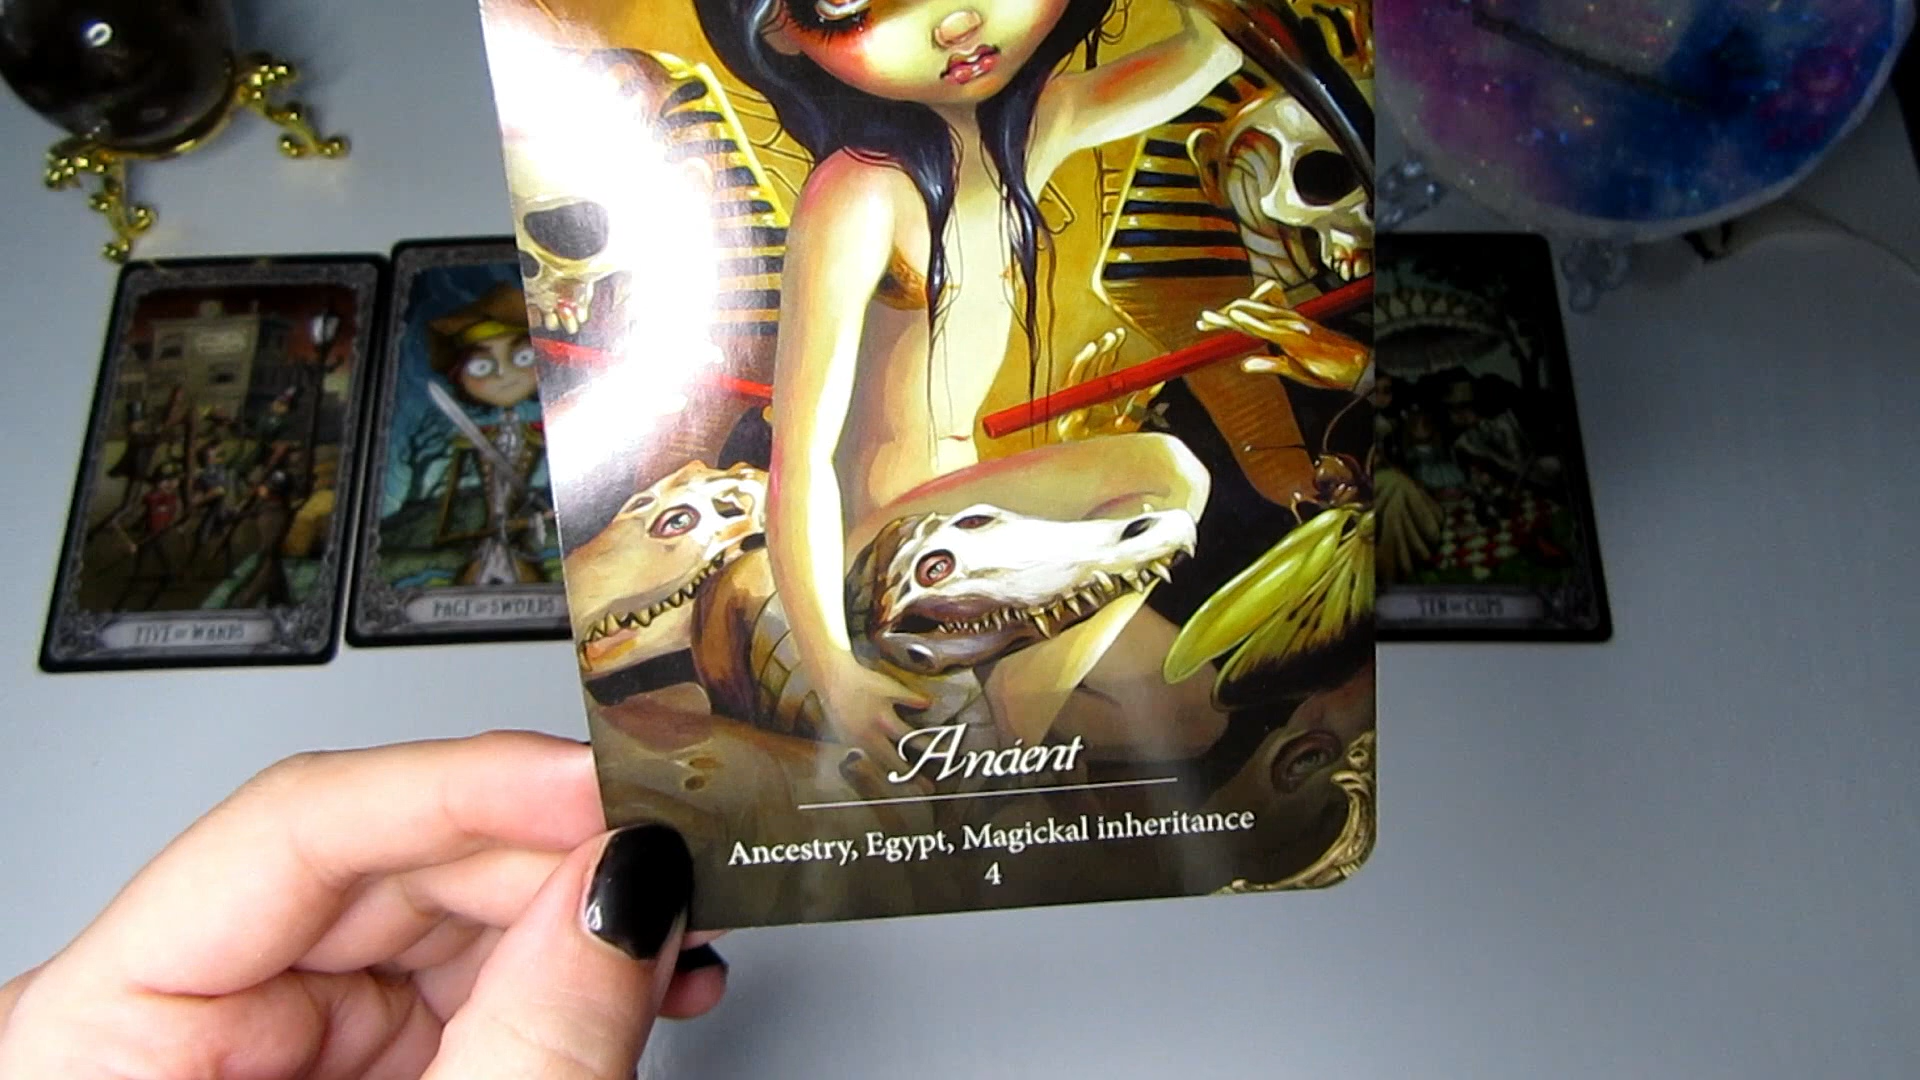 FIVE OF WANDS
PAGE OF SWORDS
TEN OF CUPS
Ancient
Ancestry, Egypt, Magickal inheritance
4